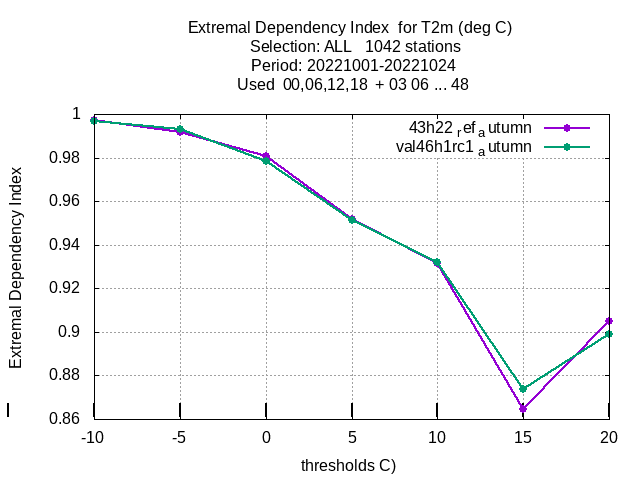 Extremal Dependency Index for T2m (deg C)
Selection: ALL 1042 stations
Period: 20221001-20221024
Used 00,06,12,18 + 03 06 ... 48
43h22 ref autumn
val46h1rc1 autumn
Extremal Dependency Index
1
0.98
0.96
0.94
0.92
0.9
0.88
0.86
-10 -5 0 5 10 15 20
thresholds C)